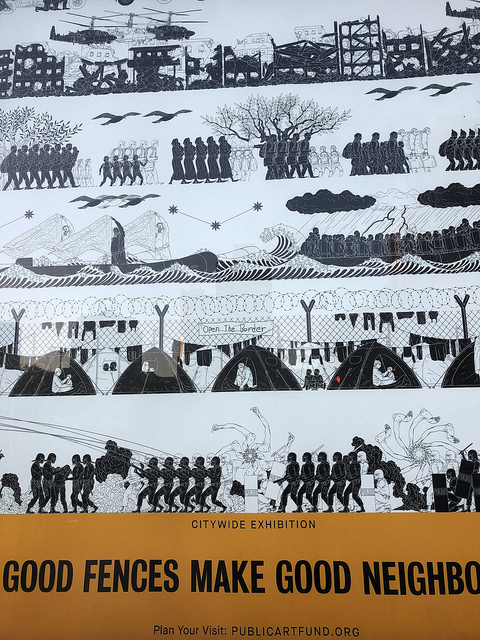 Open The Border
CITYWIDE EXHIBITION
GOOD FENCES MAKE GOOD NEIGHBO
Plan Your Visit: PUBLICARTFUND.ORG